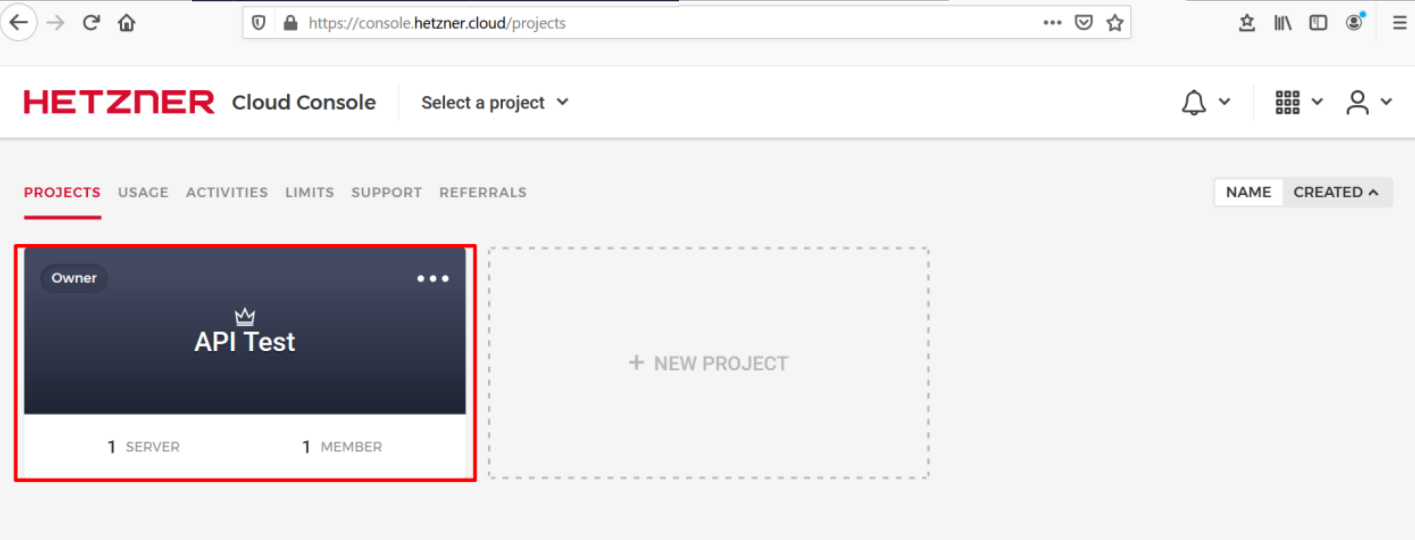 https://console.hetzner.cloud/projects
HETZNER Cloud Console Select a project
PROJECTS USAGE ACTIVITIES LIMITS SUPPORT REFERRALS NAME CREATED
Owner
API Test
+ NEW PROJECT
1 SERVER 1 MEMBER